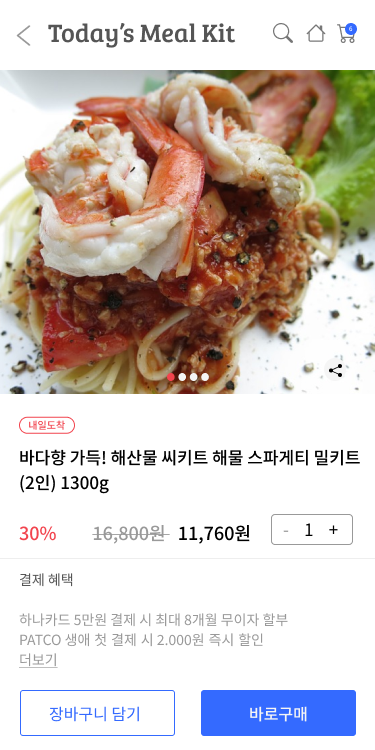 Today's Meal Kit
6
내일도착
바다향 가득! 해산물 씨키트 해물 스파게티 밀키트
(2인) 1300g
30% 16,800원 11,760원 - 1 +
결제 혜택
하나카드 5만원 결제 시 최대 8개월 무이자 할부
PATCO 생애 첫 결제 시 2.000원 즉시 할인
더보기
장바구니 담기 바로구매